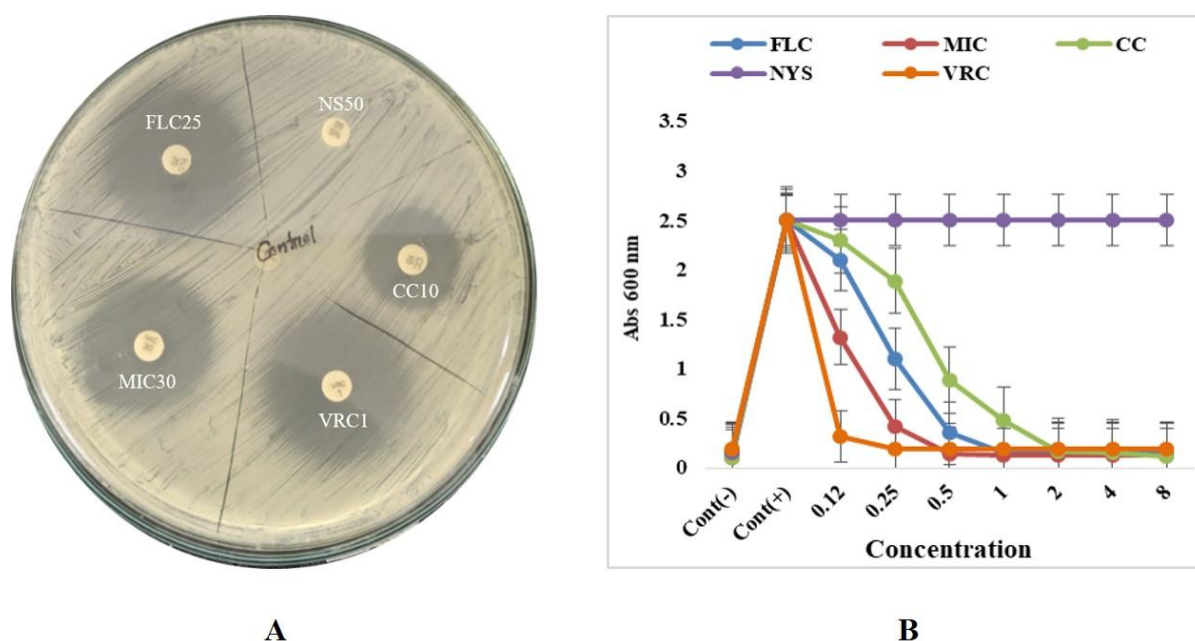 FLC25
NS50
Control
CC10
MIC30
VRC1
A
FLC
MIC
CC
NYS
VRC
Abs 600 nm
3.5
3
2.5
2
1.5
1
0.5
0
Cont(-)
Cont(+)
0.12
0.25
0.5
1
2
4
8
Concentration
B